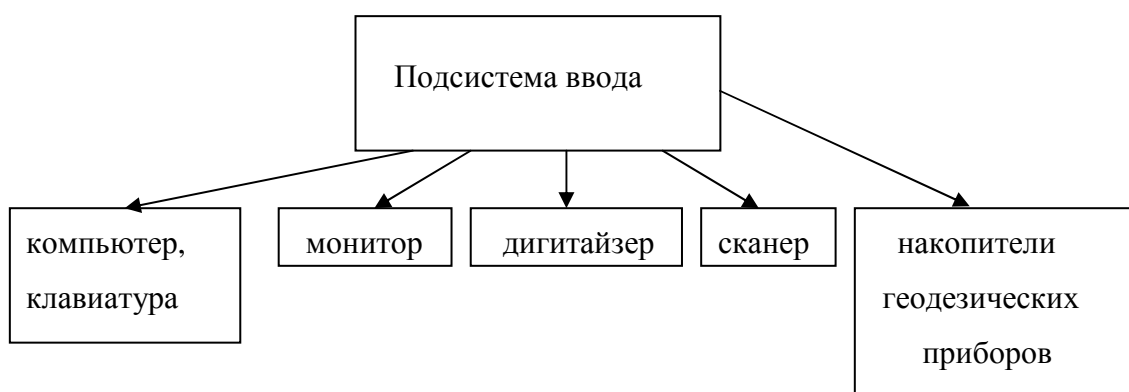 Подсистема ввода
компьютер,
клавиатура
монитор
дигитайзер
сканер
накопители
геодезических
приборов